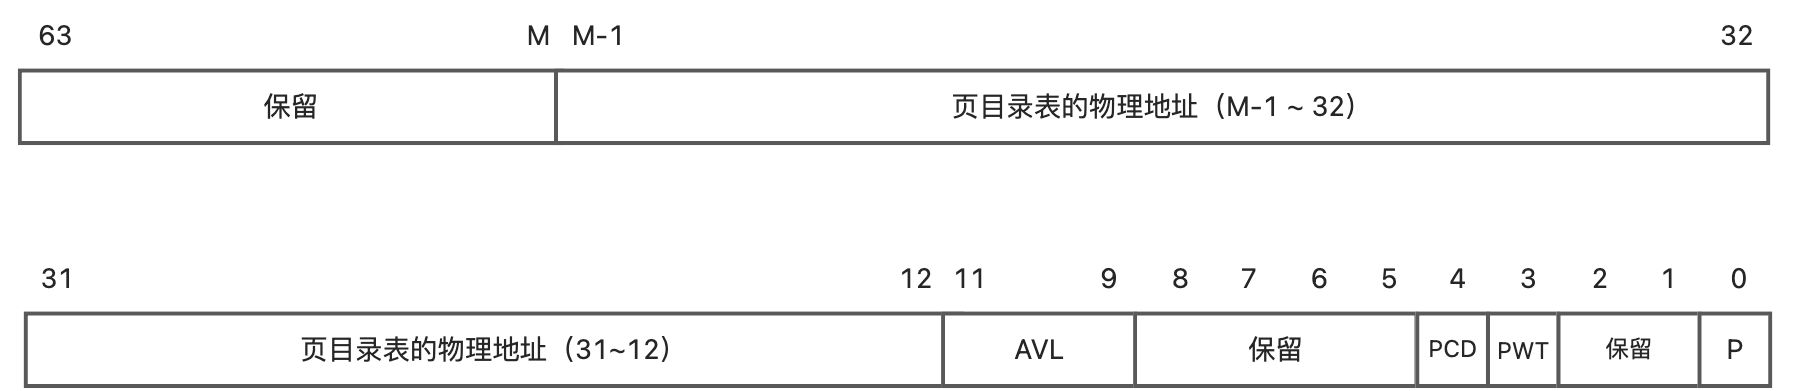 63 M M-1 32
保留 页目录表的物理地址（M-1 ~ 32）
31 12 11 9 8 7 6 5 4 3 2 1 0
页目录表的物理地址（31~12） AVL 保留 PCD PWT 保留 P